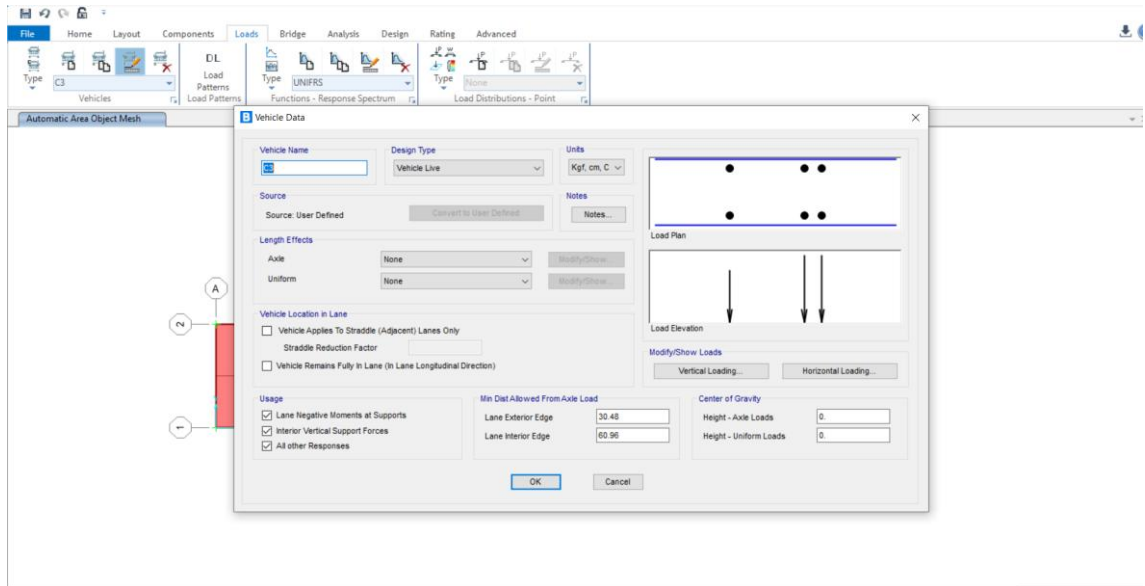 File Home Layout Components Loads Bridge Analysis Design Rating Advanced
Type
C3
Vehicles
DL
Load
Patterns
Load Patterns
Type
UNIFRS
Functions - Response Spectrum
Type
None
Load Distributions - Point
Automatic Area Object Mesh
A
2
1
B Vehicle Data
Vehicle Name
C3
Design Type
Vehicle Live
Units
Kgf, cm, C
Source
Source: User Defined
Convert to User Defined
Notes
Notes...
Length Effects
Axle None Modify/Show...
Uniform None Modify/Show...
Vehicle Location in Lane
Vehicle Applies To Straddle (Adjacent) Lanes Only
Straddle Reduction Factor
Vehicle Remains Fully In Lane (In Lane Longitudinal Direction)
Load Plan
Load Elevation
Modify/Show Loads
Vertical Loading... Horizontal Loading...
Usage
Lane Negative Moments at Supports
Interior Vertical Support Forces
All other Responses
Min Dist Allowed From Axle Load
Lane Exterior Edge 30.48
Lane Interior Edge 60.96
Center of Gravity
Height - Axle Loads 0.
Height - Uniform Loads 0.
OK Cancel